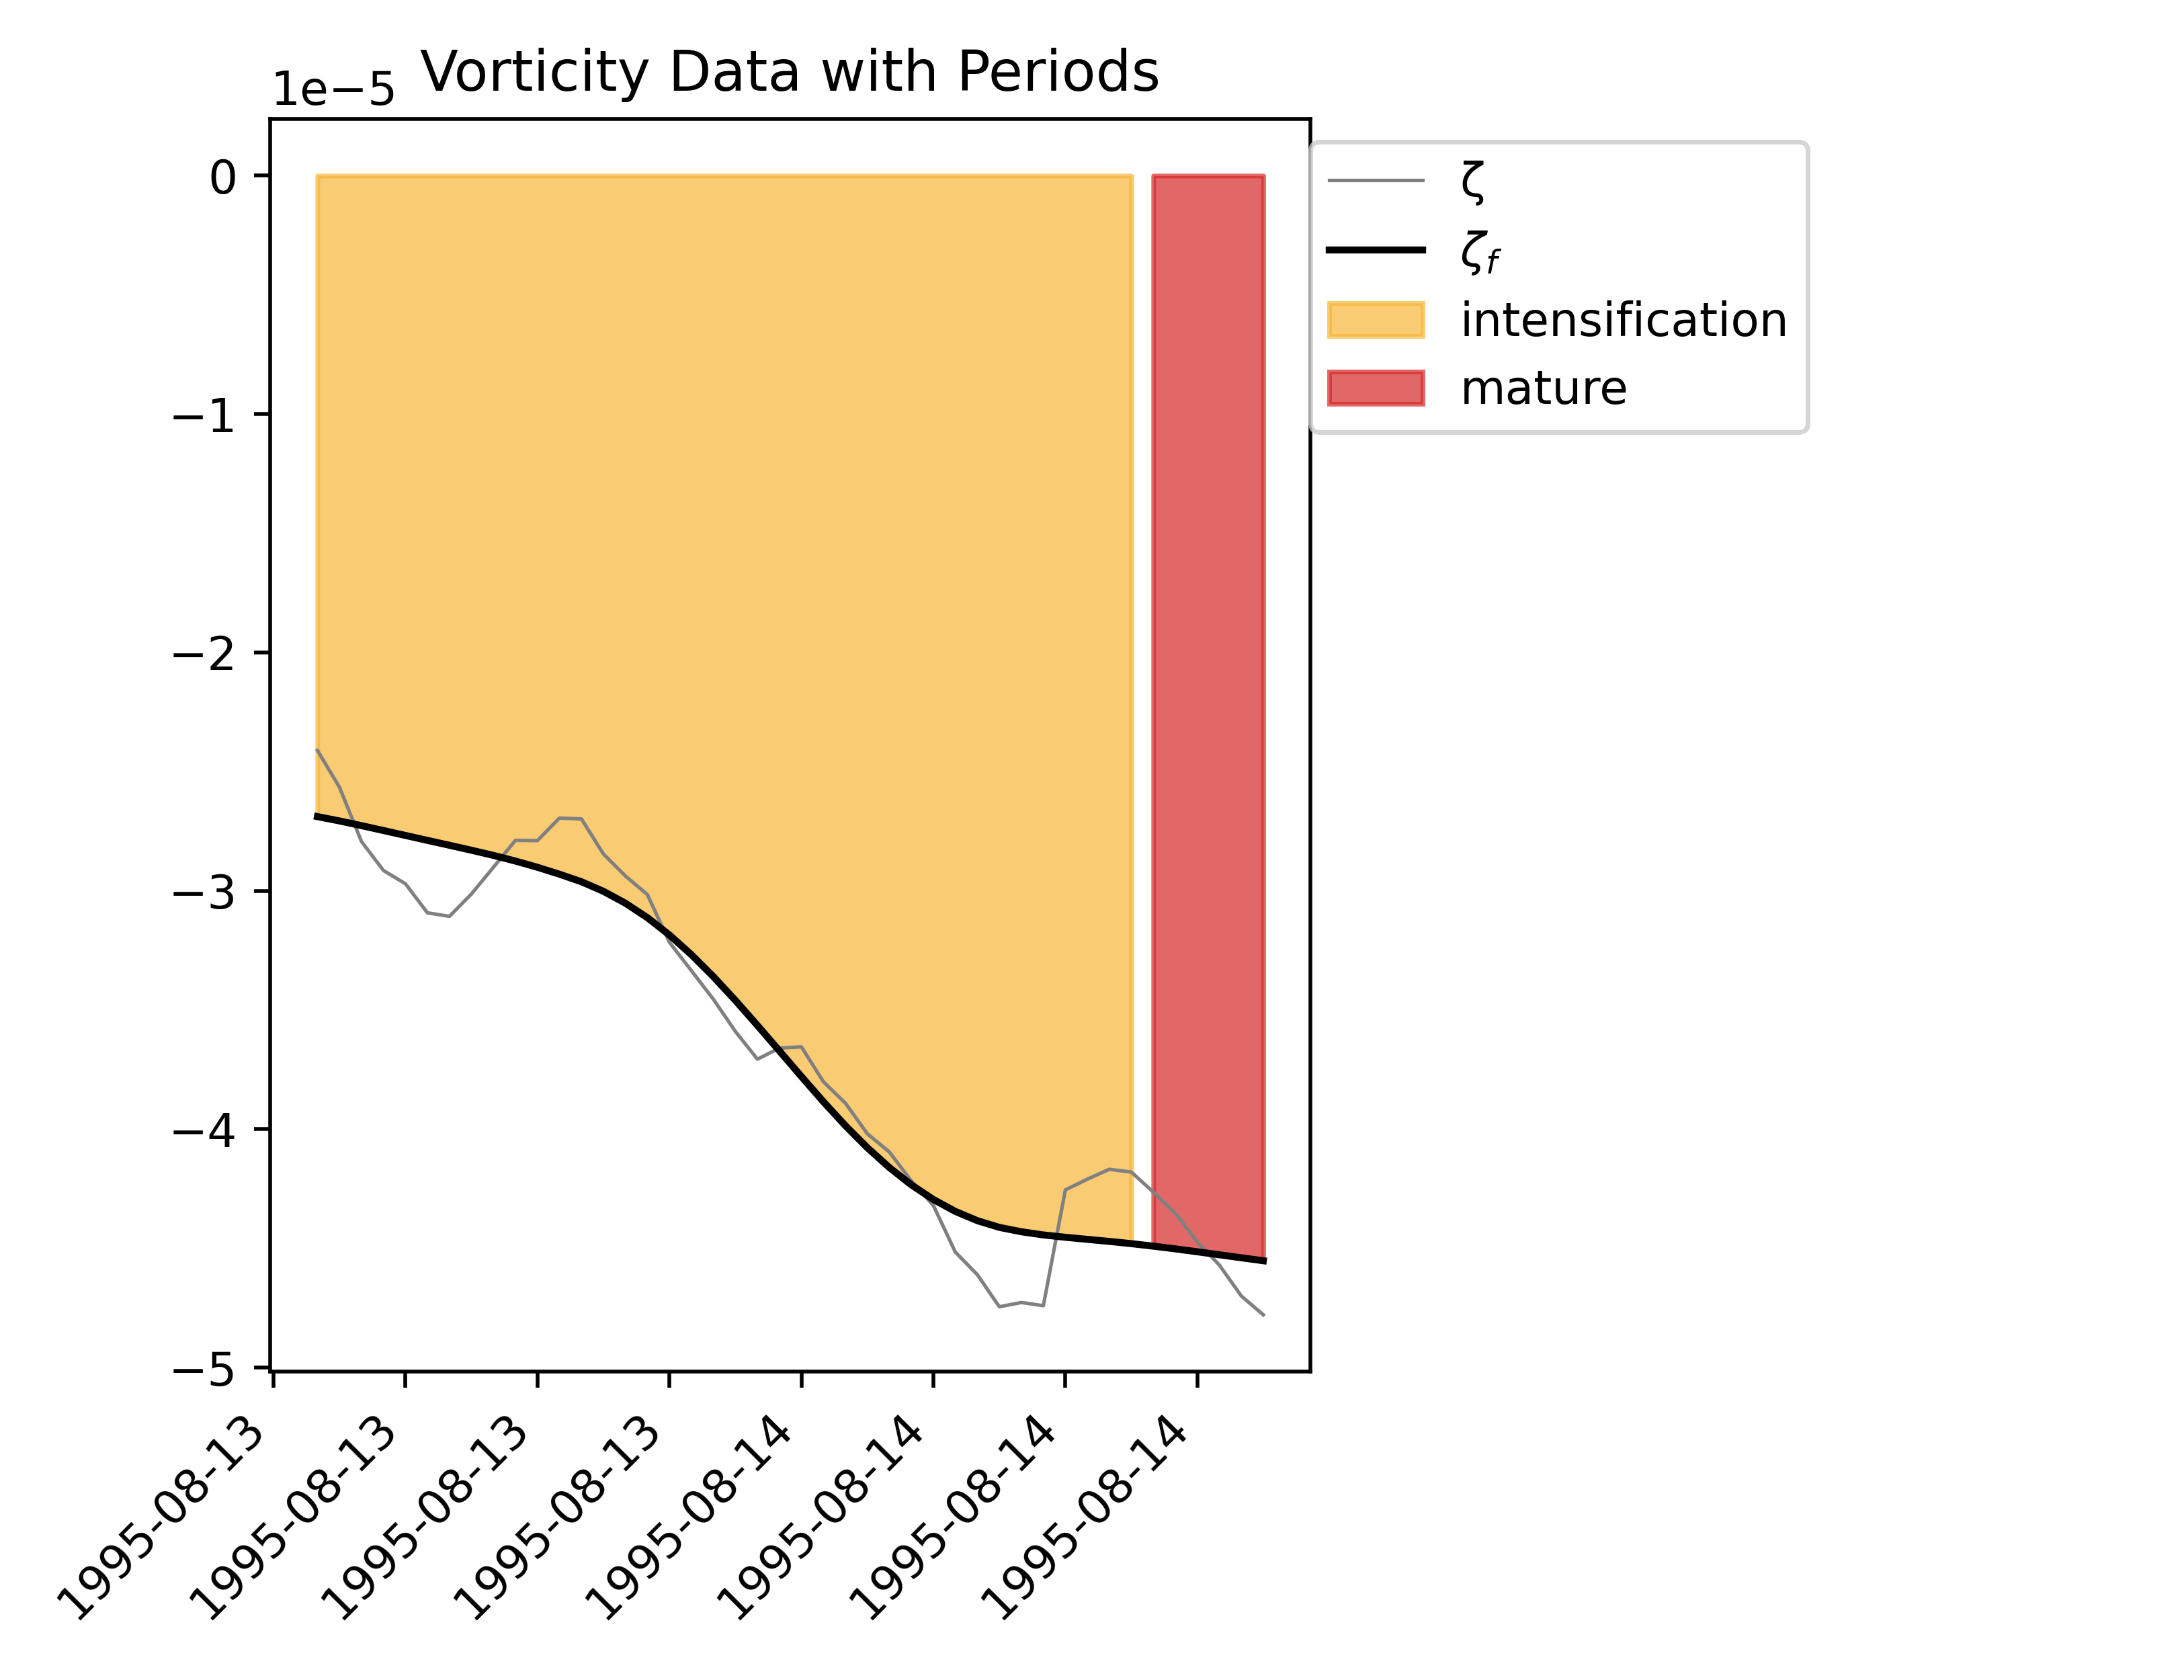 Vorticity Data with Periods
1e−5
0
−1
−2
−3
−4
−5
1995-08-13
1995-08-13
1995-08-13
1995-08-13
1995-08-14
1995-08-14
1995-08-14
1995-08-14
ζ
ζf
intensification
mature